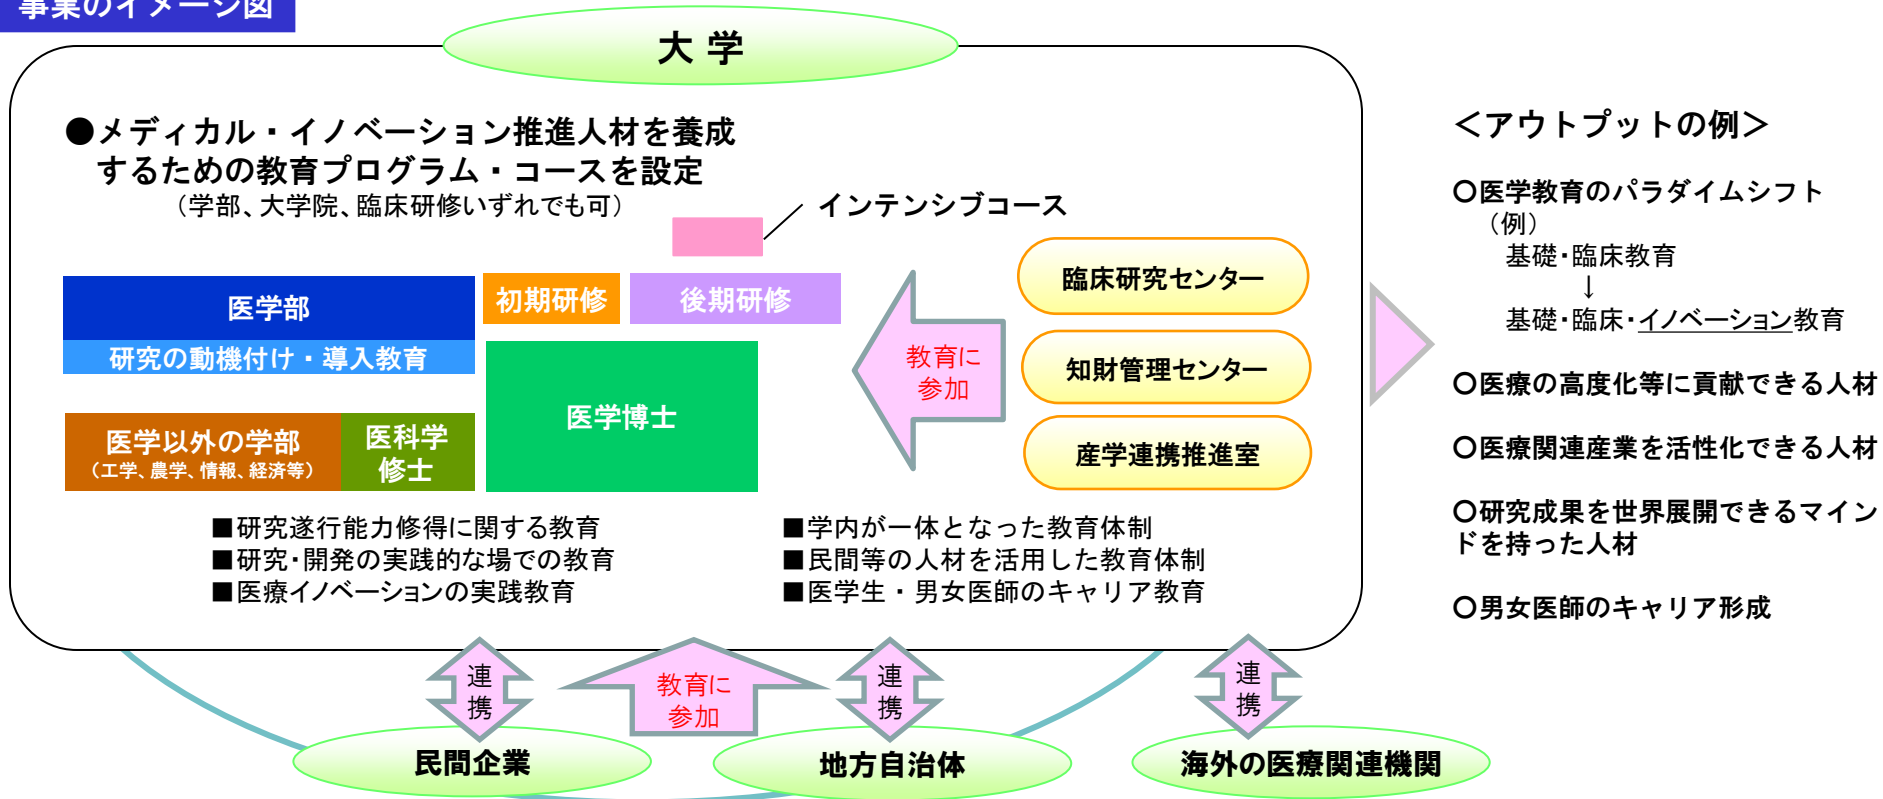 事業のイメージ図
大 学
●メディカル・イノベーション推進人材を養成
するための教育プログラム・コースを設定
（学部、大学院、臨床研修いずれでも可）
インテンシブコース
医学部
初期研修
後期研修
研究の動機付け・導入教育
医学博士
医学以外の学部
（工学、農学、情報、経済等）
医科学
修士
教育に
参加
臨床研究センター
知財管理センター
産学連携推進室
■研究遂行能力修得に関する教育
■研究・開発の実践的な場での教育
■医療イノベーションの実践教育
■学内が一体となった教育体制
■民間等の人材を活用した教育体制
■医学生・男女医師のキャリア教育
連
携
教育に
参加
連
携
連
携
民間企業
地方自治体
海外の医療関連機関
＜アウトプットの例＞
〇医学教育のパラダイムシフト
（例）
基礎・臨床教育
↓
基礎・臨床・イノベーション教育
〇医療の高度化等に貢献できる人材
〇医療関連産業を活性化できる人材
〇研究成果を世界展開できるマイン
ドを持った人材
〇男女医師のキャリア形成